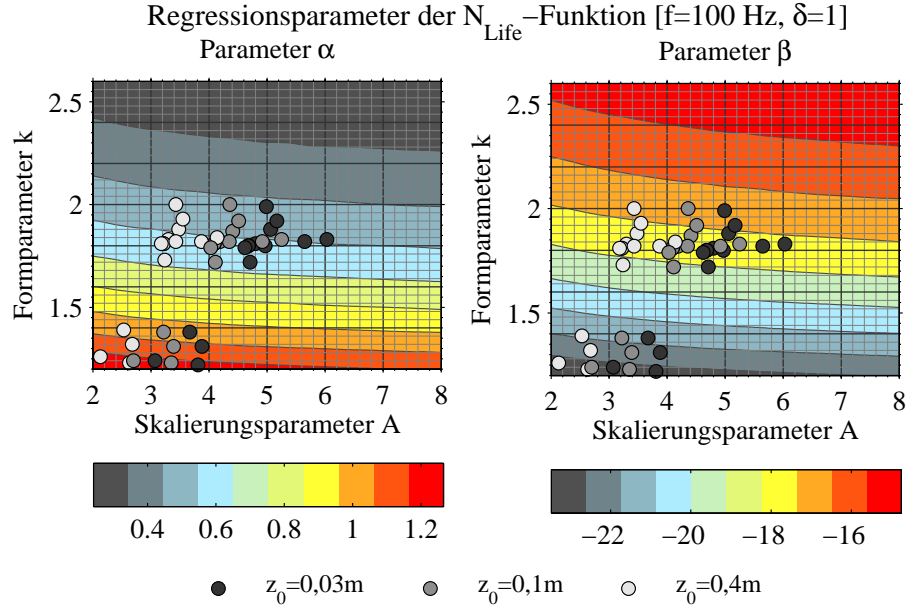 Regressionsparameter der N_Life–Funktion [f=100 Hz, δ=1]
Parameter α
Parameter β
Formparameter k
2.5
2
1.5
2 3 4 5 6 7 8
Skalierungsparameter A
Formparameter k
2.5
2
1.5
2 3 4 5 6 7 8
Skalierungsparameter A
0.4 0.6 0.8 1 1.2
−22 −20 −18 −16
z_0=0,03m
z_0=0,1m
z_0=0,4m